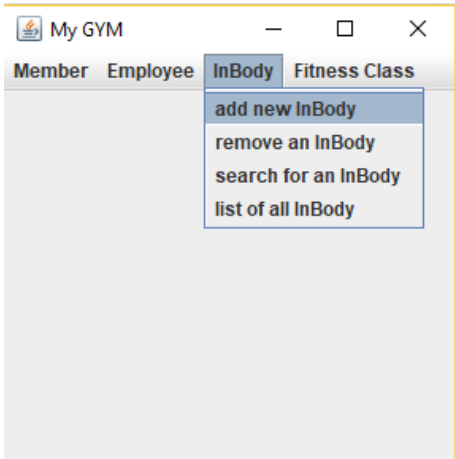 My GYM
Member Employee InBody Fitness Class
add new InBody
remove an InBody
search for an InBody
list of all InBody